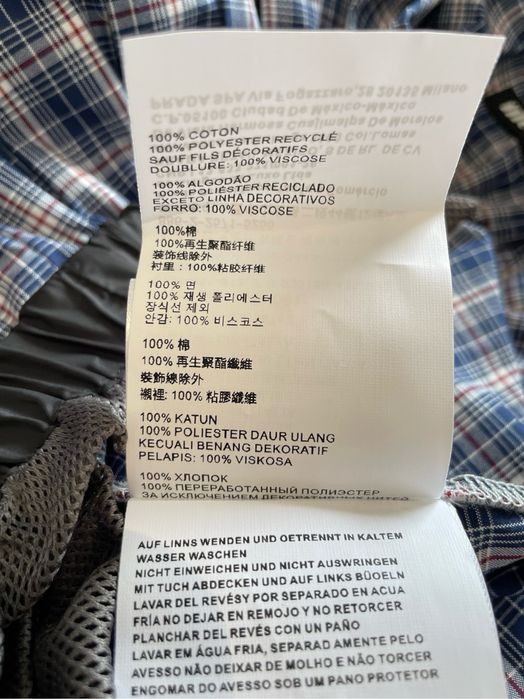 100% COTON
100% POLYESTER RECYCLÉ
SAUF FILS DÉCORATIFS
DOUBLURE: 100% VISCOSE
100% ALGODÃO
100% POLIÉSTER RECICLADO
EXCETO LINHA DECORATIVOS
FORRO: 100% VISCOSE
100%棉
100%再生聚酯纤维
装饰线除外
衬里：100%粘胶纤维
100% 면
100% 재생 폴리에스터
장식선 제외
안감: 100% 비스코스
100% 棉
100% 再生聚酯纖維
裝飾線除外
襯裡: 100% 粘膠纖維
100% KATUN
100% POLIESTER DAUR ULANG
KECUALI BENANG DEKORATIF
PELAPIS: 100% VISKOSA
100% ХЛОПОК
100% ПЕРЕРАБОТАННЫЙ ПОЛИЭСТЕР
ЗА ИСКЛЮЧЕНИЕМ ДЕКОРАТИВНЫХ НИТЕЙ
AUF LINNS WENDEN UND OETRENNT IN KALTEM
WASSER WASCHEN
NICHT EINWEICHEN UND NICHT AUSWRINGEN
MIT TUCH ABDECKEN UND AUF LINKS BÜOELN
LAVAR DEL REVÉSY POR SEPARADO EN ACUA
FRÍA NO DEJAR EN REMOJO Y NO RETORCER
PLANCHAR DEL REVÉS CON UN PAÑO
LAVAR EM ÁGUA FRIA, SEPARAD AMENTE PELO
AVESSO NÃO DEIXAR DE MOLHO E NÃO TORCER
ENGOMAR DO AVESSO SOB UM PANO PROTETOR